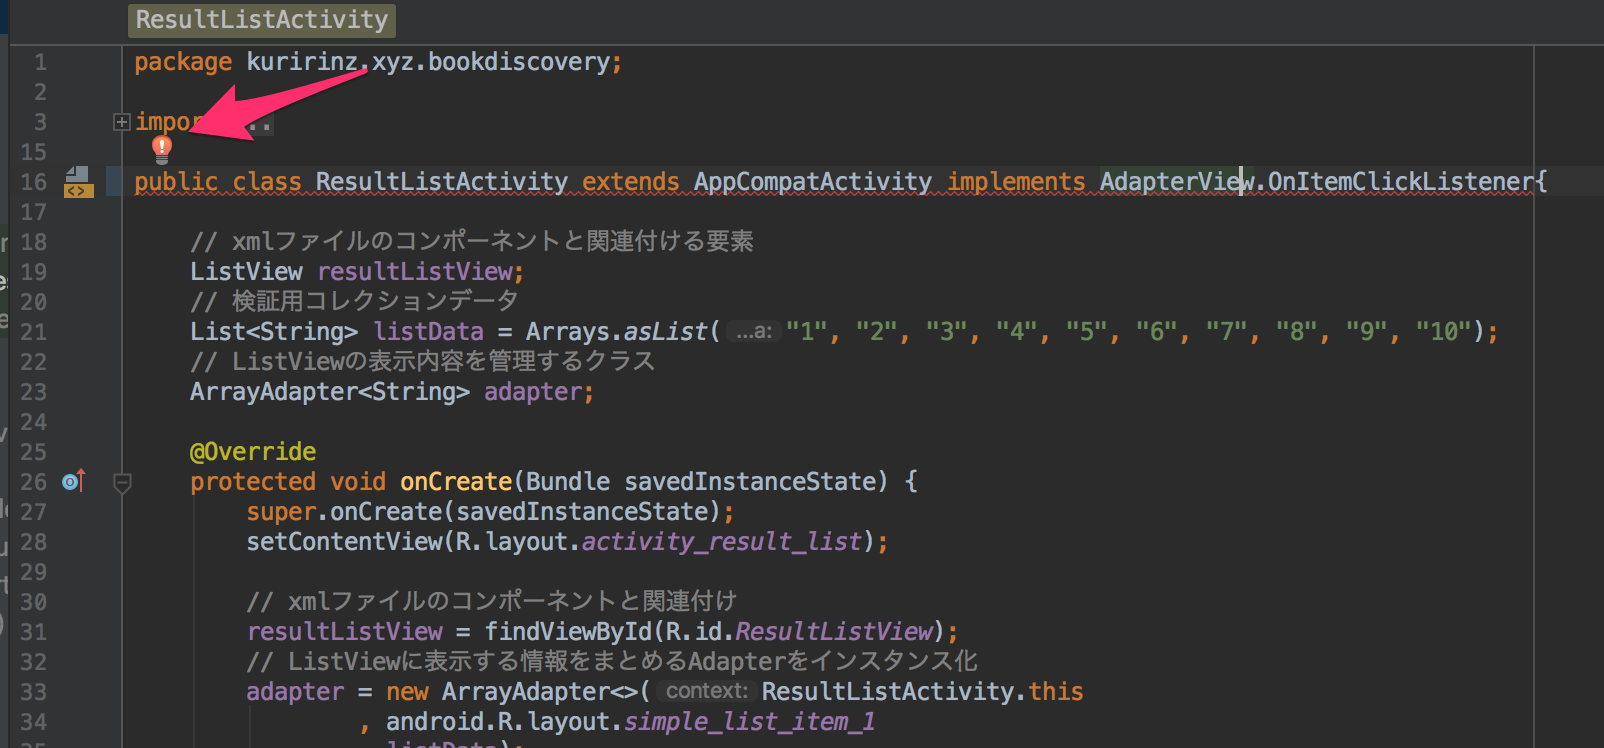 ResultListActivity
1 package kuririnz.xyz.bookdiscovery;
2
3 impor ..
15
16 public class ResultListActivity extends AppCompatActivity implements AdapterView.OnItemClickListener{
17
18 // xmlファイルのコンポーネントと関連付ける要素
19 ListView resultListView;
20 // 検証用コレクションデータ
21 List<String> listData = Arrays.asList( ...a: "1", "2", "3", "4", "5", "6", "7", "8", "9", "10");
22 // ListViewの表示内容を管理するクラス
23 ArrayAdapter<String> adapter;
24
25 @Override
26 protected void onCreate(Bundle savedInstanceState) {
27 super.onCreate(savedInstanceState);
28 setContentView(R.layout.activity_result_list);
29
30 // xmlファイルのコンポーネントと関連付け
31 resultListView = findViewById(R.id.ResultListView);
32 // ListViewに表示する情報をまとめるAdapterをインスタンス化
33 adapter = new ArrayAdapter<>( context: ResultListActivity.this
34 , android.R.layout.simple_list_item_1